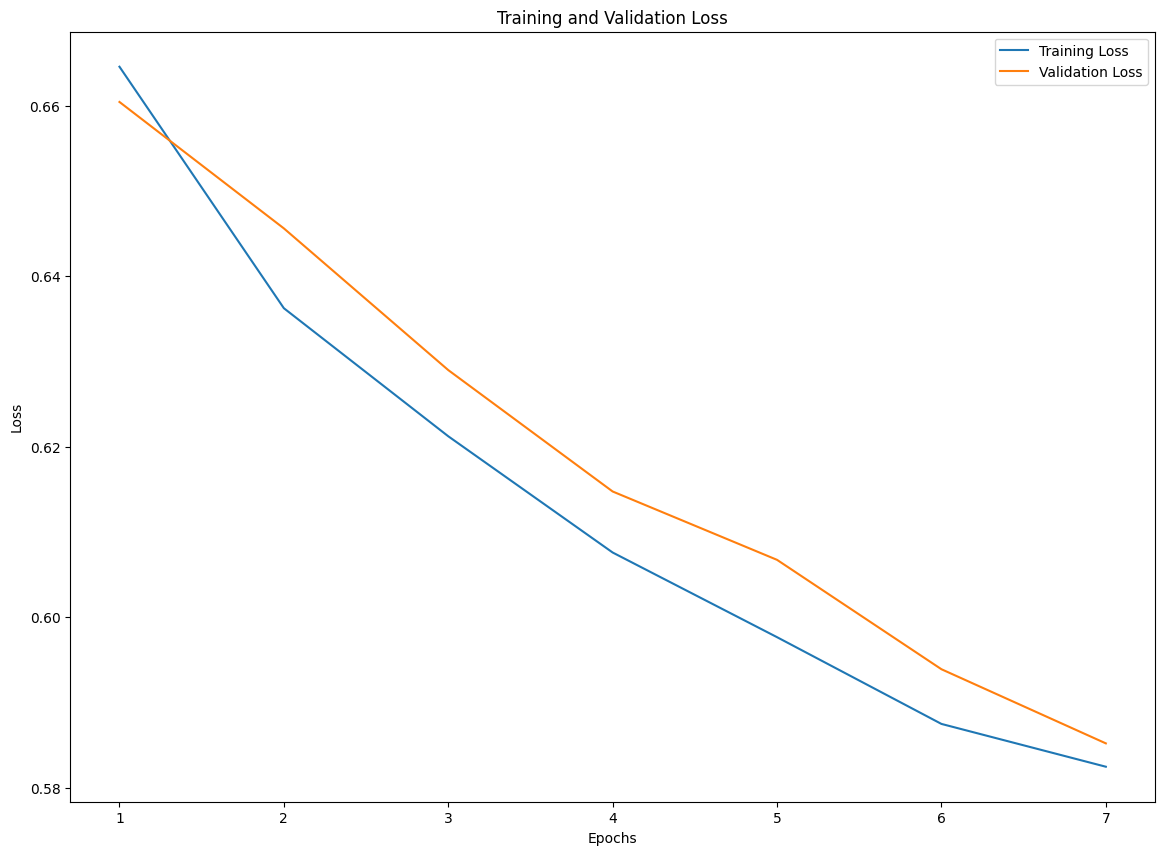 Training and Validation Loss
Training Loss
Validation Loss
0.66
0.64
0.62
0.60
0.58
Loss
1 2 3 4 5 6 7
Epochs